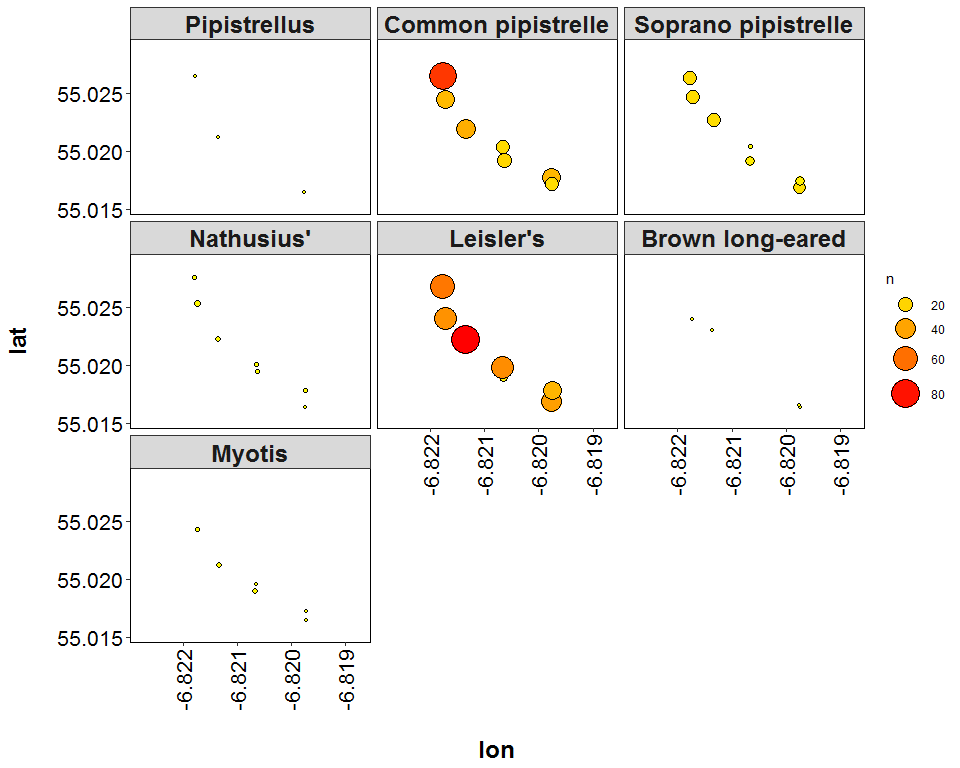 Pipistrellus Common pipistrelle Soprano pipistrelle
55.025
55.020
55.015
Nathusius' Leisler's Brown long-eared
55.025
55.020
55.015
n
20
40
60
80
-6.822 -6.821 -6.820 -6.819 -6.822 -6.821 -6.820 -6.819
Myotis
55.025
55.020
55.015
-6.822 -6.821 -6.820 -6.819
lat
lon